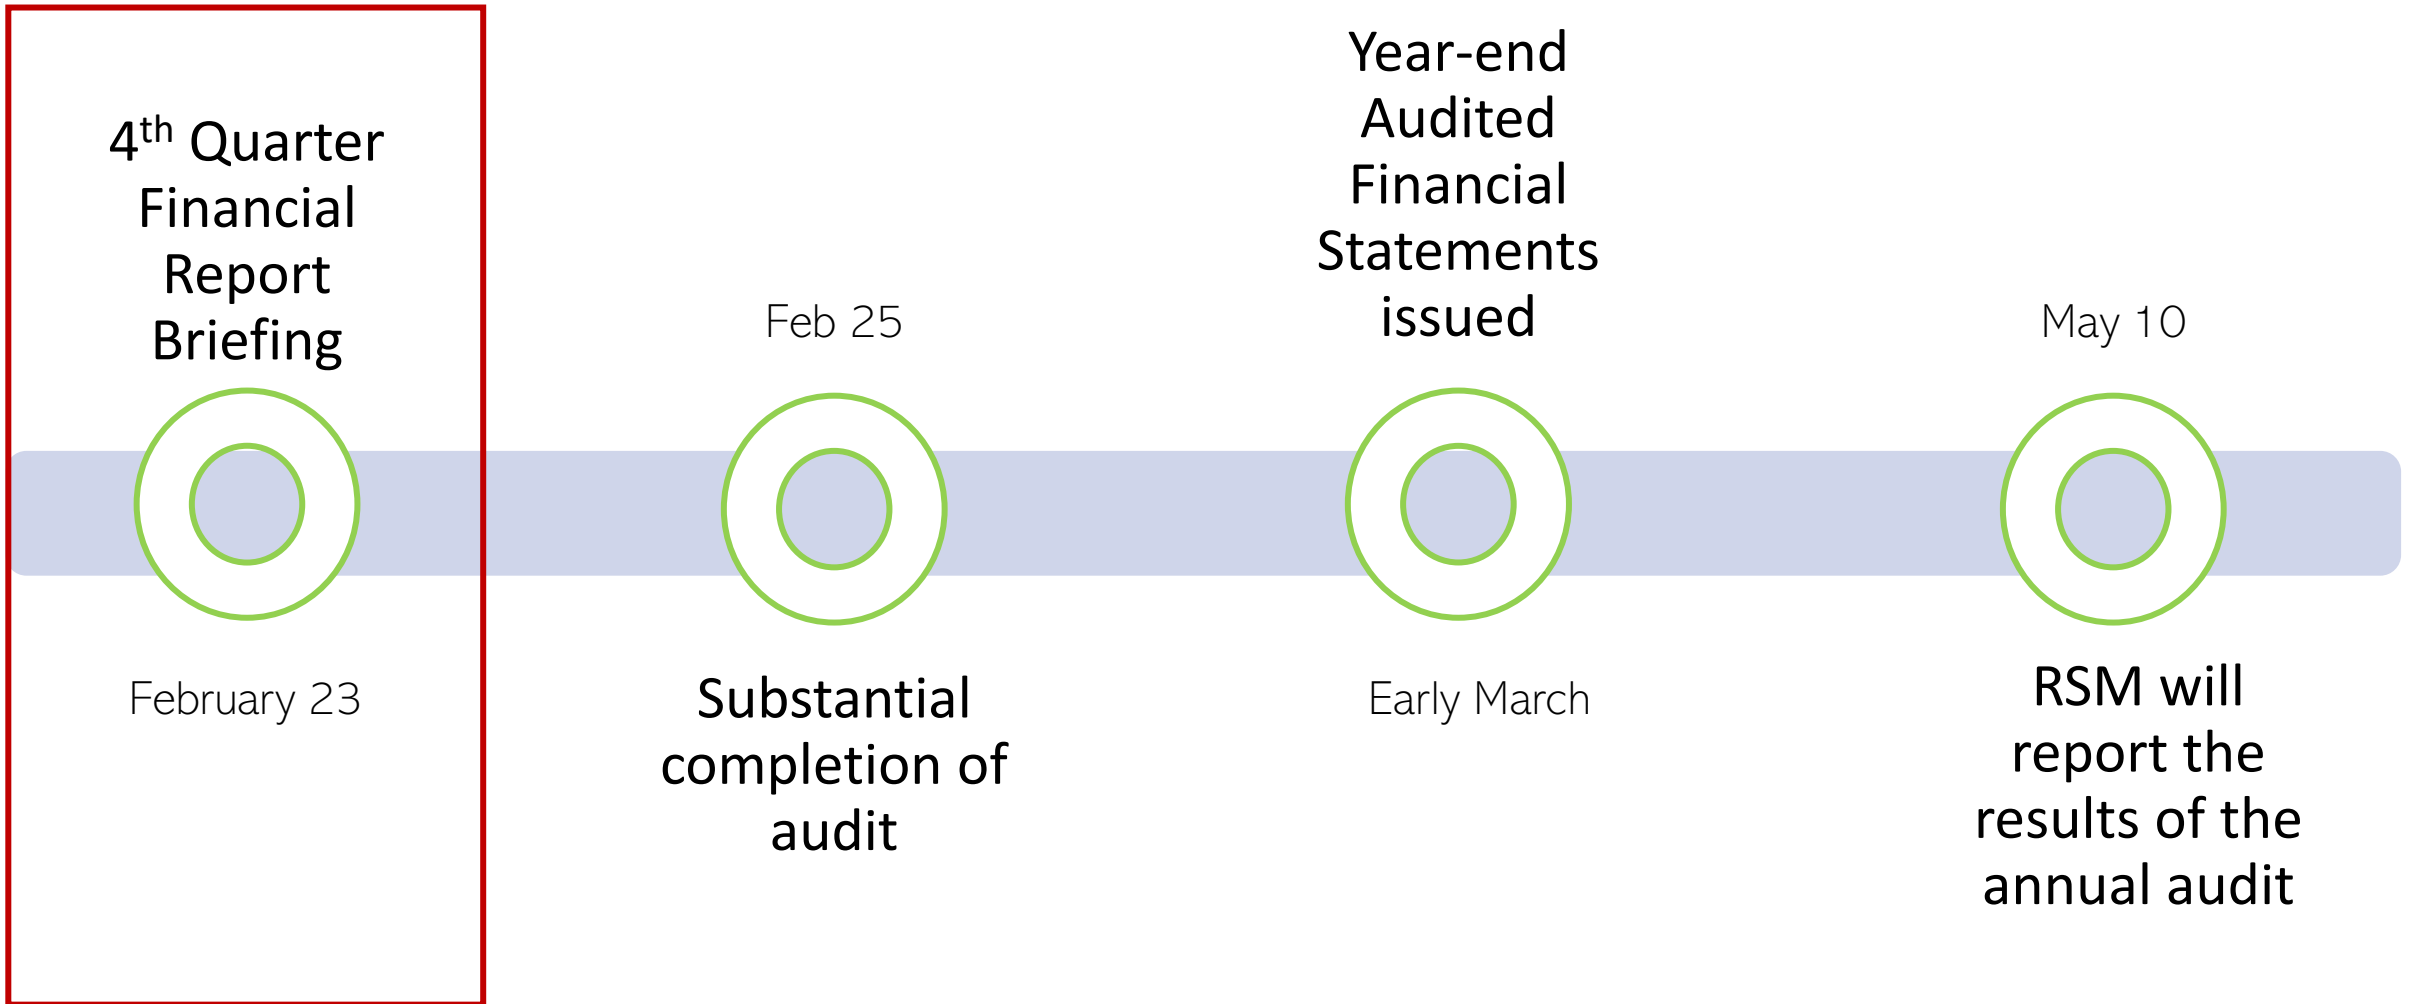 4th Quarter
Financial
Report
Briefing
February 23
Feb 25
Substantial
completion of
audit
Year-end
Audited
Financial
Statements
issued
Early March
May 10
RSM will
report the
results of the
annual audit